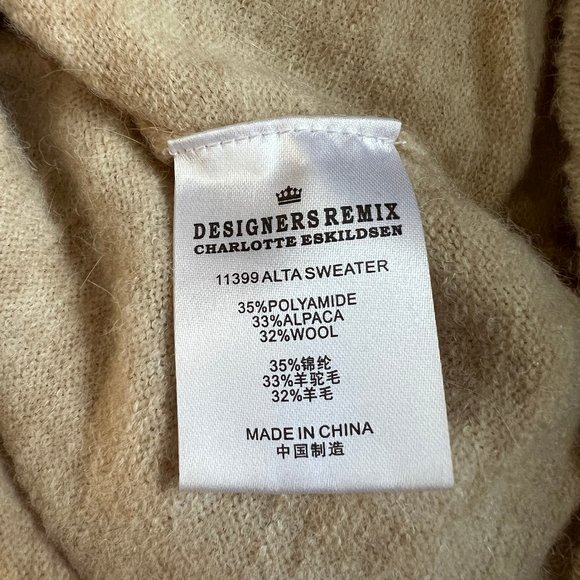 DESIGNERS REMIX
CHARLOTTE ESKILDSEN
11399 ALTA SWEATER
35%POLYAMIDE
33%ALPACA
32%WOOL
35%锦纶
33%羊驼毛
32%羊毛
MADE IN CHINA
中国制造